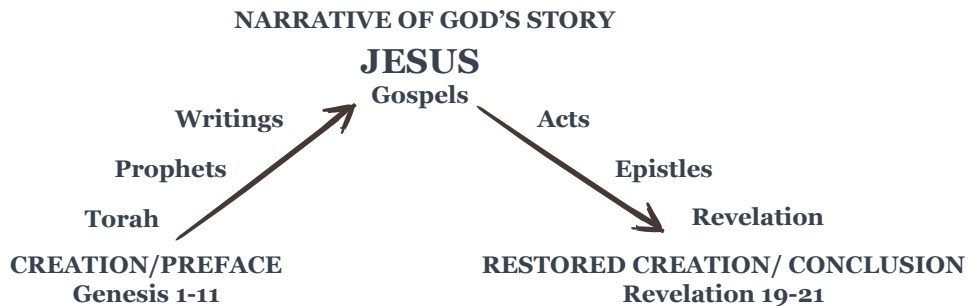 NARRATIVE OF GOD’S STORY
JESUS
Gospels
Writings
Acts
Prophets
Epistles
Torah
Revelation
CREATION/PREFACE
Genesis 1-11
RESTORED CREATION/ CONCLUSION
Revelation 19-21